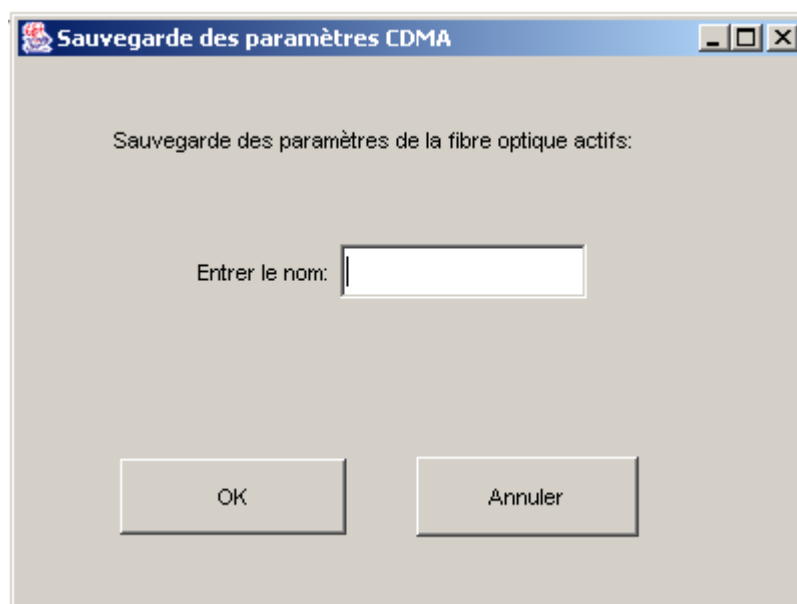 Sauvegarde des paramètres CDMA
Sauvegarde des paramètres de la fibre optique actifs:
Entrer le nom:
OK
Annuler